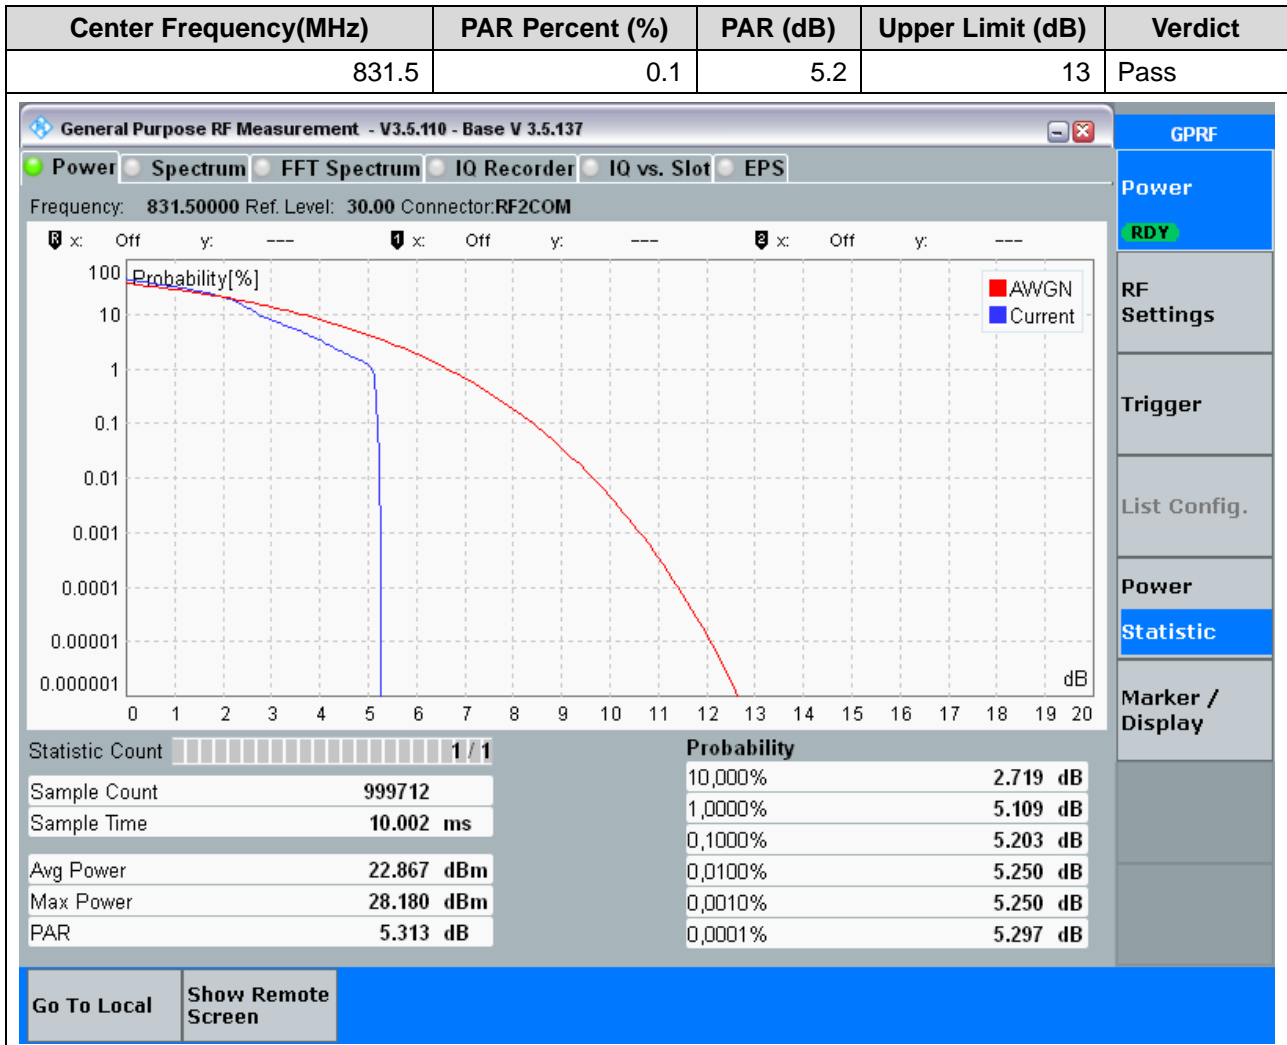 Center Frequency(MHz) PAR Percent (%) PAR (dB) Upper Limit (dB) Verdict
831.5 0.1 5.2 13 Pass
General Purpose RF Measurement - V3.5.110 - Base V 3.5.137
GPRF
Power Spectrum FFT Spectrum IQ Recorder IQ vs. Slot EPS
Power
RDY
Frequency: 831.50000 Ref. Level: 30.00 Connector:RF2COM
R x: Off y: --- 1 x: Off y: --- 2 x: Off y: ---
Probability[%]
AWGN
Current
100
10
1
0.1
0.01
0.001
0.0001
0.00001
0.000001
dB
0 1 2 3 4 5 6 7 8 9 10 11 12 13 14 15 16 17 18 19 20
RF
Settings
Trigger
List Config.
Power
Statistic
Marker /
Display
Statistic Count 1 / 1
Sample Count 999712
Sample Time 10.002 ms
Avg Power 22.867 dBm
Max Power 28.180 dBm
PAR 5.313 dB
Probability
10,000% 2.719 dB
1,0000% 5.109 dB
0,1000% 5.203 dB
0,0100% 5.250 dB
0,0010% 5.250 dB
0,0001% 5.297 dB
Go To Local
Show Remote
Screen